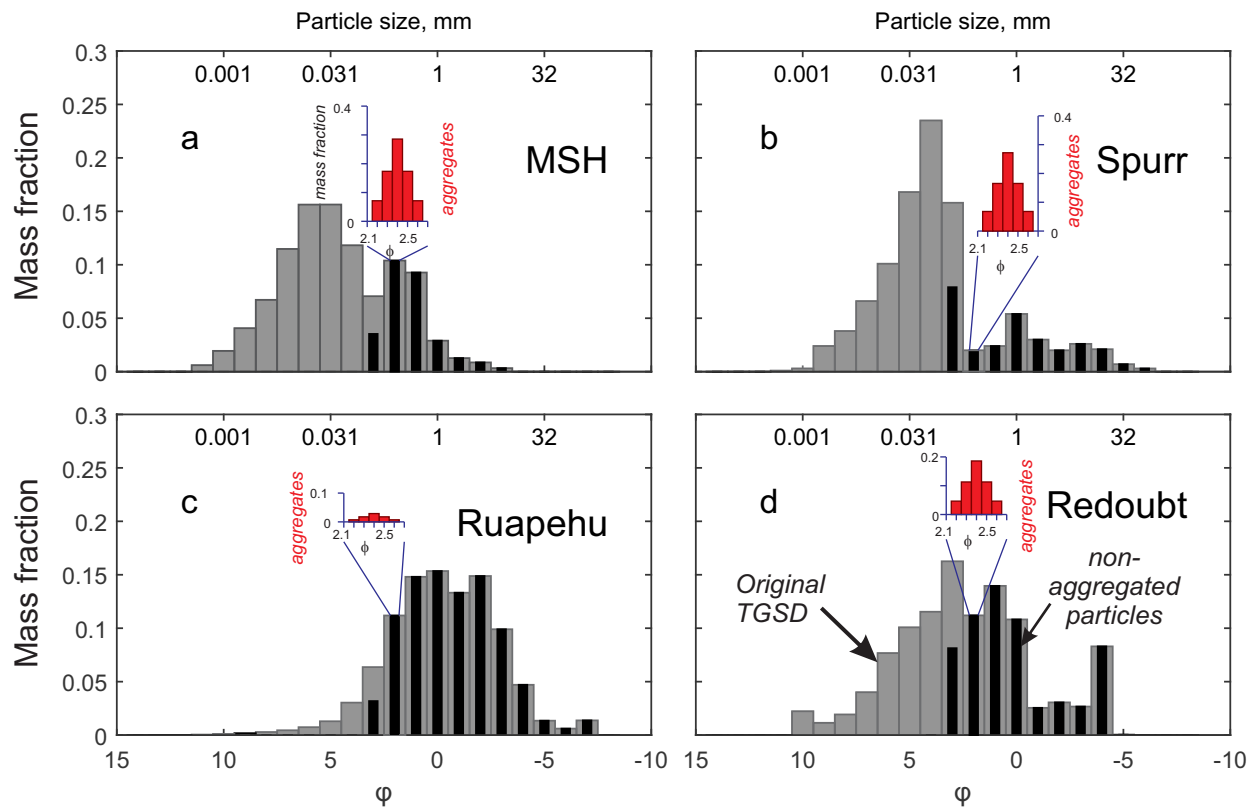 Particle size, mm
Particle size, mm
0.3
0.25
0.2
0.15
0.1
0.05
0
Mass fraction
0.001
0.031
1
32
a
MSH
mass fraction
0.4
0
2.1
2.5
ϕ
aggregates
0.001
0.031
1
32
b
Spurr
0.4
0
2.1
2.5
ϕ
aggregates
0.3
0.25
0.2
0.15
0.1
0.05
0
Mass fraction
0.001
0.031
1
32
c
Ruapehu
aggregates
0.1
0
2.1
2.5
ϕ
15
10
5
0
-5
-10
φ
0.001
0.031
1
32
d
Redoubt
0.2
0
2.1
2.5
ϕ
aggregates
Original
TGSD
non-
aggregated
particles
15
10
5
0
-5
-10
φ